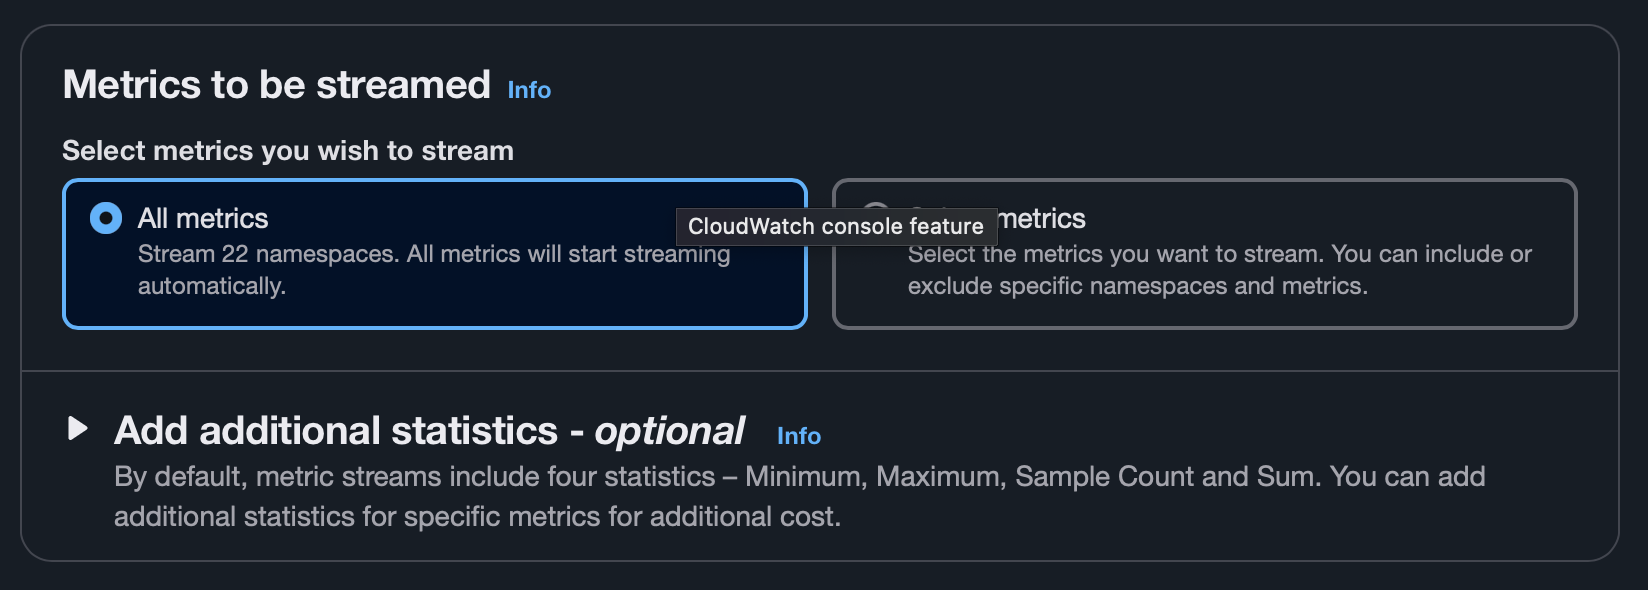 Metrics to be streamed Info
Select metrics you wish to stream
All metrics
Stream 22 namespaces. All metrics will start streaming
automatically.
CloudWatch console feature
metrics
Select the metrics you want to stream. You can include or
exclude specific namespaces and metrics.
Add additional statistics - optional Info
By default, metric streams include four statistics – Minimum, Maximum, Sample Count and Sum. You can add
additional statistics for specific metrics for additional cost.